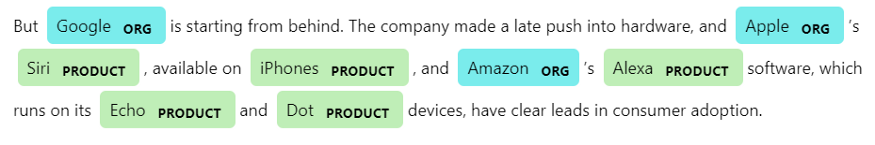 But Google ORG is starting from behind. The company made a late push into hardware, and Apple ORG 's
Siri PRODUCT , available on iPhones PRODUCT , and Amazon ORG 's Alexa PRODUCT software, which
runs on its Echo PRODUCT and Dot PRODUCT devices, have clear leads in consumer adoption.